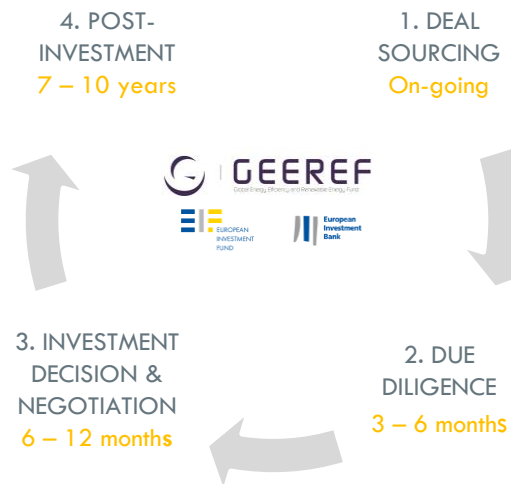 4. POST-
INVESTMENT
7 – 10 years
1. DEAL
SOURCING
On-going
GEEREF
Global Energy Efficiency and Renewable Energy Fund
EIF EUROPEAN
INVESTMENT
FUND
European
Investment
Bank
3. INVESTMENT
DECISION &
NEGOTIATION
6 – 12 months
2. DUE
DILIGENCE
3 – 6 months